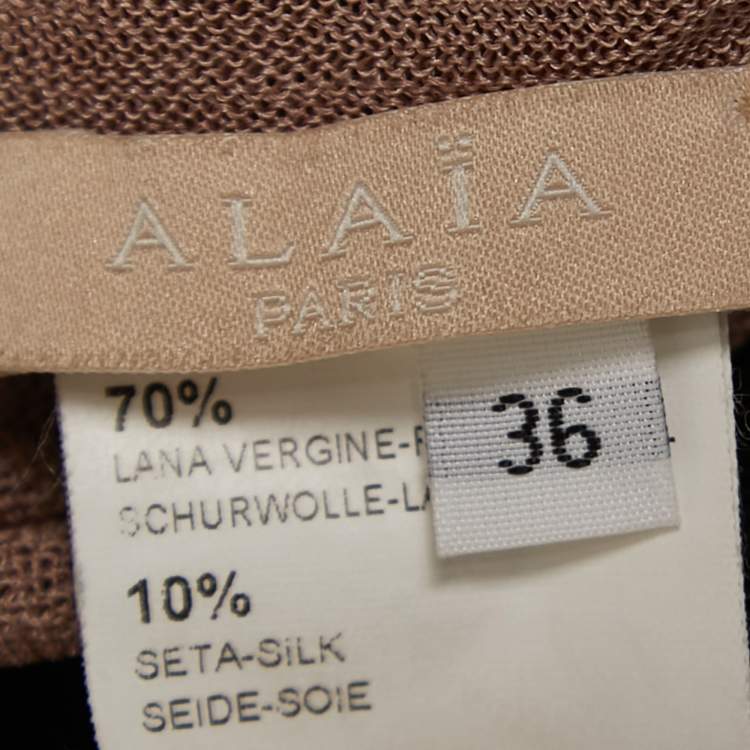 ALAÏA
PARIS
36
70%
LANA VERGINE-
SCHURWOLLE-
10%
SETA-SILK
SEIDE-SOIE